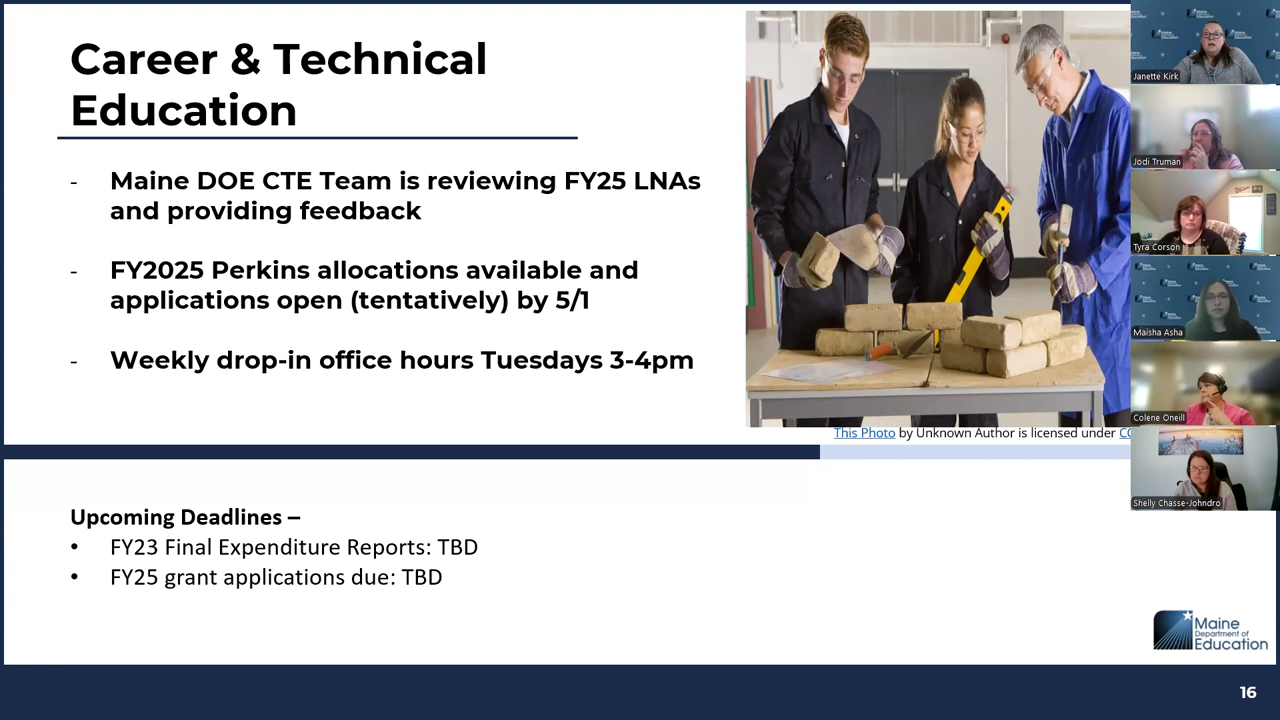 Career & Technical
Education
- Maine DOE CTE Team is reviewing FY25 LNAs
and providing feedback
- FY2025 Perkins allocations available and
applications open (tentatively) by 5/1
- Weekly drop-in office hours Tuesdays 3-4pm
This Photo by Unknown Author is licensed under
Upcoming Deadlines –
• FY23 Final Expenditure Reports: TBD
• FY25 grant applications due: TBD
Maine
Department of
Education
16
Janette Kirk
Jodi Truman
Tyra Corson
Maisha Asha
Colene Oneill
Shelly Chasse-Johndro